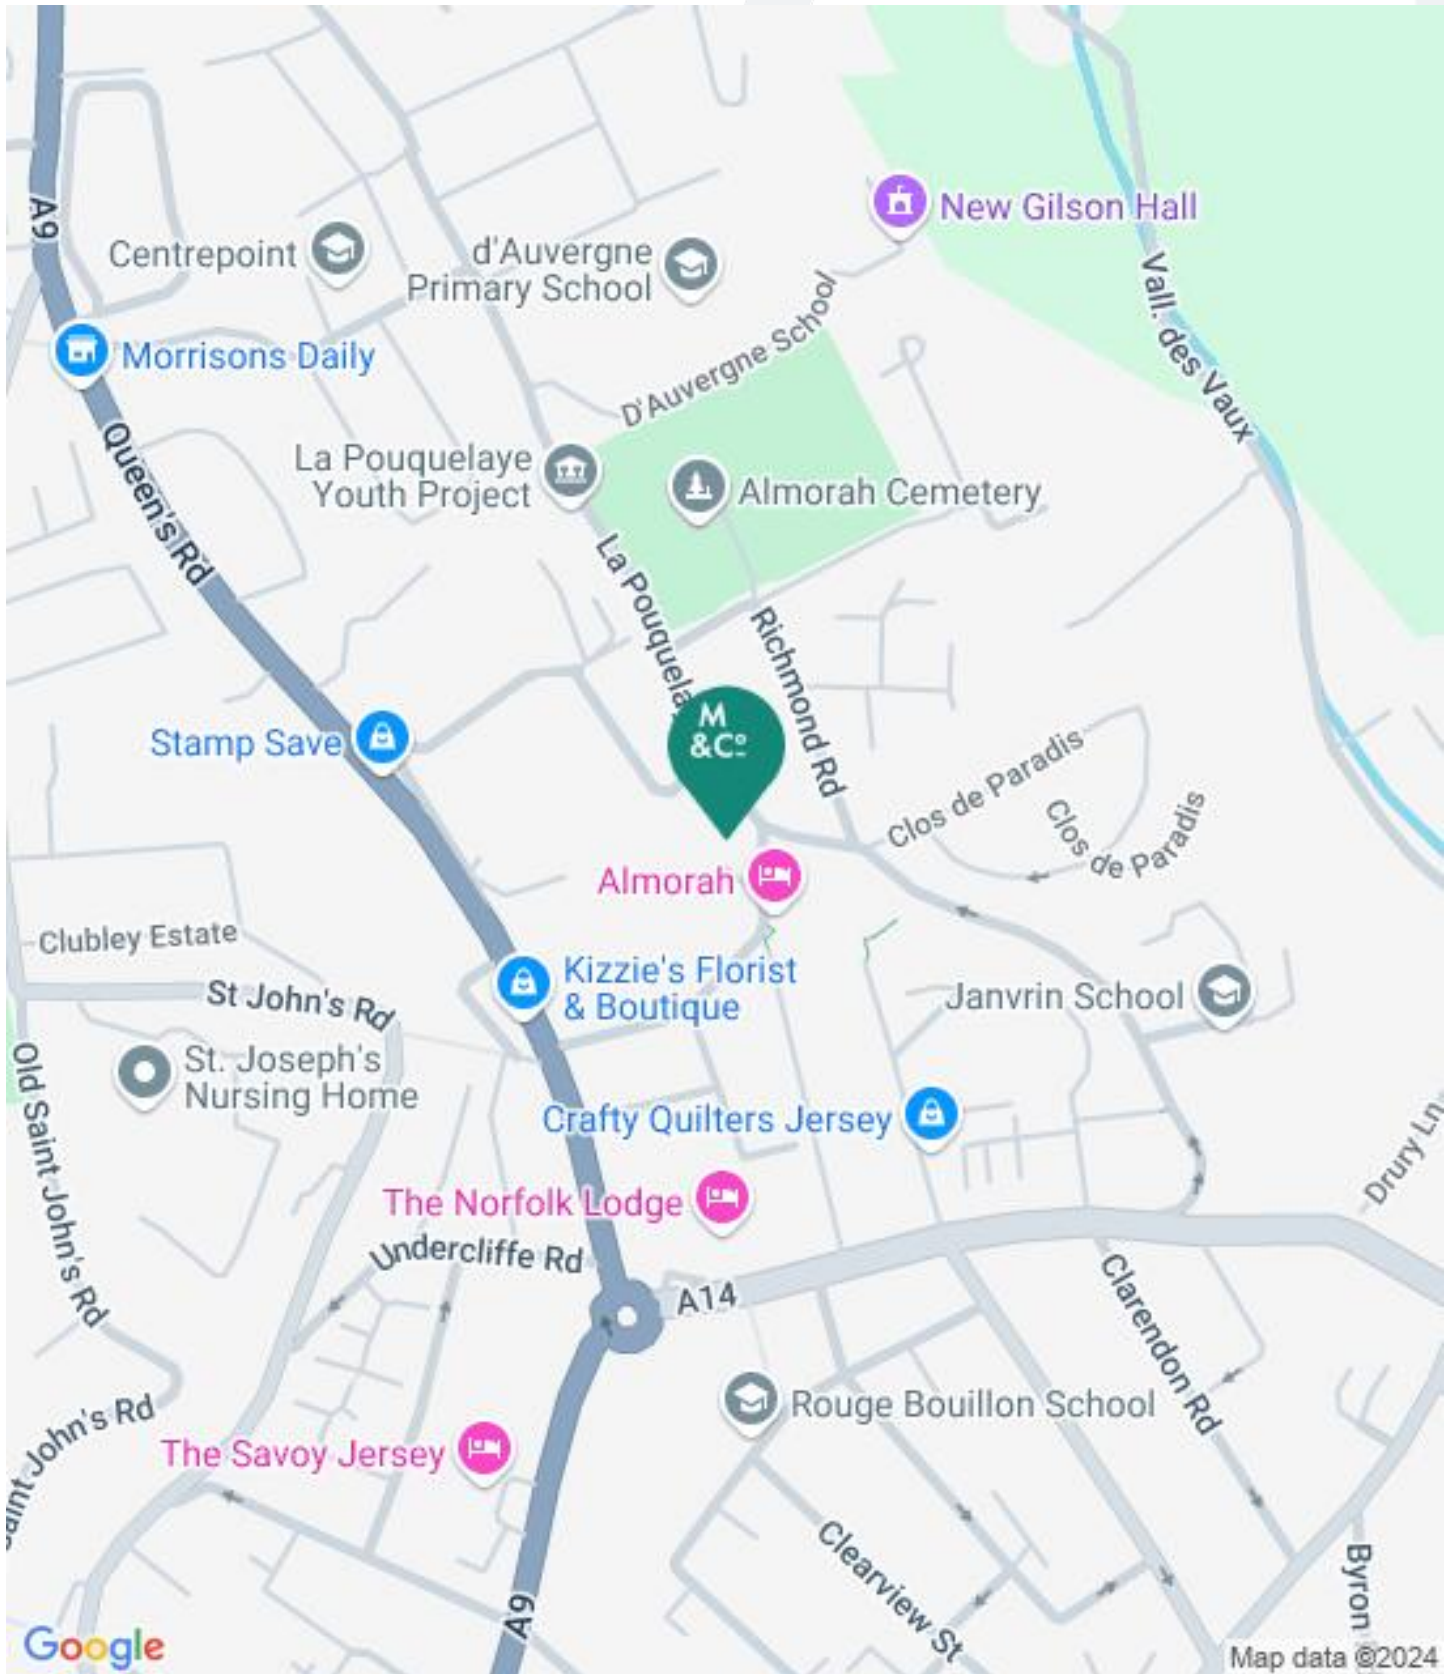 A9
New Gilson Hall
Centrepoint
d'Auvergne
Primary School
Vall. des Vaux
Morrisons Daily
D'Auvergne School
Queen's Rd
La Pouquelaye
Youth Project
Almorah Cemetery
La Pouquela
Richmond Rd
M
&Co
Stamp Save
Clos de Paradis
Clos de Paradis
Almorah
Clubley Estate
Kizzie's Florist
& Boutique
St John's Rd
Janvrin School
Old Saint John's Rd
St. Joseph's
Nursing Home
Crafty Quilters Jersey
Drury Ln
The Norfolk Lodge
Undercliffe Rd
A14
Clarendon Rd
Rouge Bouillon School
aint John's Rd
The Savoy Jersey
Clearview St
Byron
A9
Google
Map data ©2024